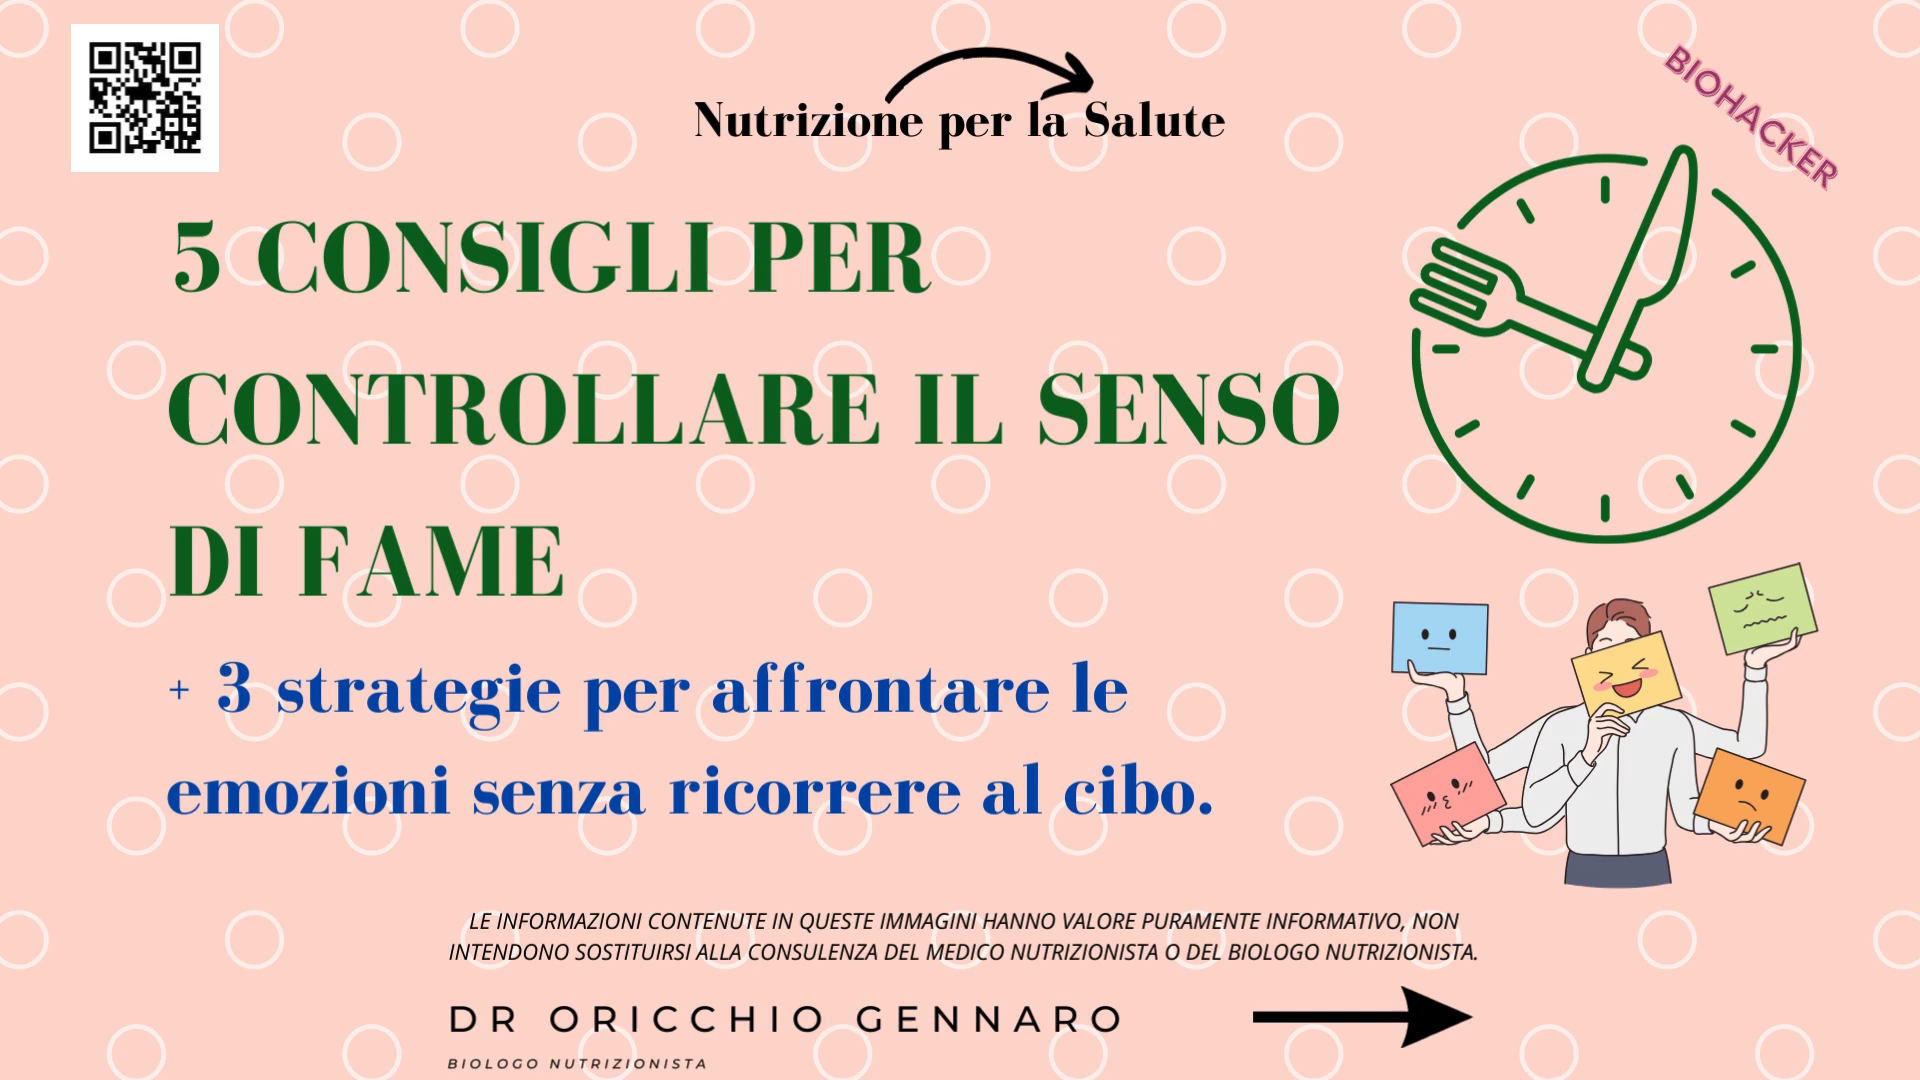 Nutrizione per la Salute
BIOHACKER
5 CONSIGLI PER
CONTROLLARE IL SENSO
DI FAME
+ 3 strategie per affrontare le
emozioni senza ricorrere al cibo.
LE INFORMAZIONI CONTENUTE IN QUESTE IMMAGINI HANNO VALORE PURAMENTE INFORMATIVO, NON
INTENDONO SOSTITUIRSI ALLA CONSULENZA DEL MEDICO NUTRIZIONISTA O DEL BIOLOGO NUTRIZIONISTA.
DR ORICCHIO GENNARO
BIOLOGO NUTRIZIONISTA